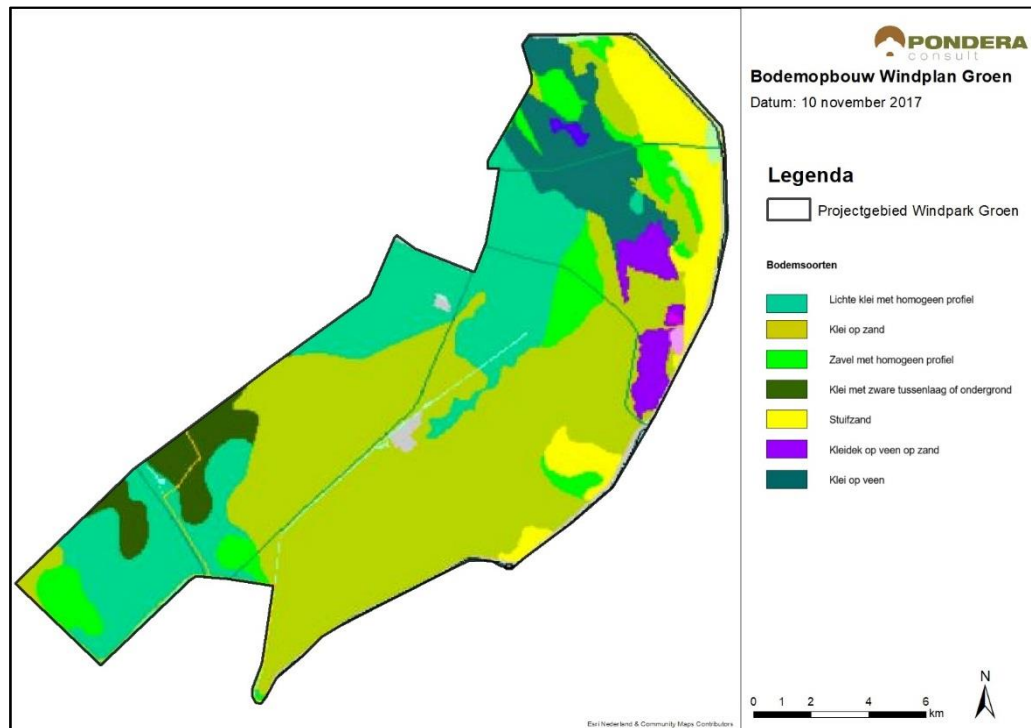 PONDERA
consult
Bodemopbouw Windplan Groen
Datum: 10 november 2017
Legenda
Projectgebied Windpark Groen
Bodemsoorten
Lichte klei met homogeen profiel
Klei op zand
Zavel met homogeen profiel
Klei met zware tussenlaag of ondergrond
Stuifzand
Kleidek op veen op zand
Klei op veen
N
0 1 2 4 6
km
Esri Nederland & Community Maps Contributors